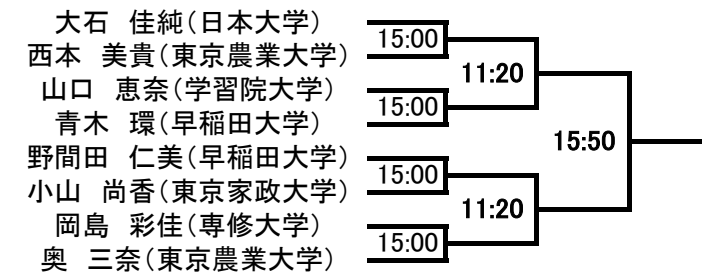 大石　佳純(日本大学)
15:00
西本　美貴(東京農業大学)
11:20
山口　恵奈(学習院大学)
15:00
青木　環(早稲田大学)
15:50
野間田　仁美(早稲田大学)
15:00
小山　尚香(東京家政大学)
11:20
岡島　彩佳(専修大学)
15:00
奥　三奈(東京農業大学)